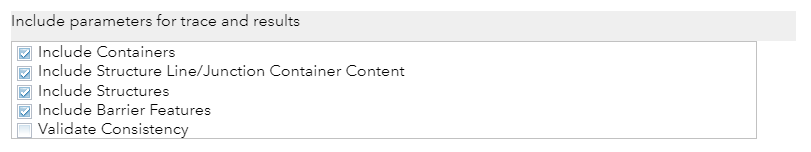 Include parameters for trace and results
Include Containers
Include Structure Line/Junction Container Content
Include Structures
Include Barrier Features
Validate Consistency